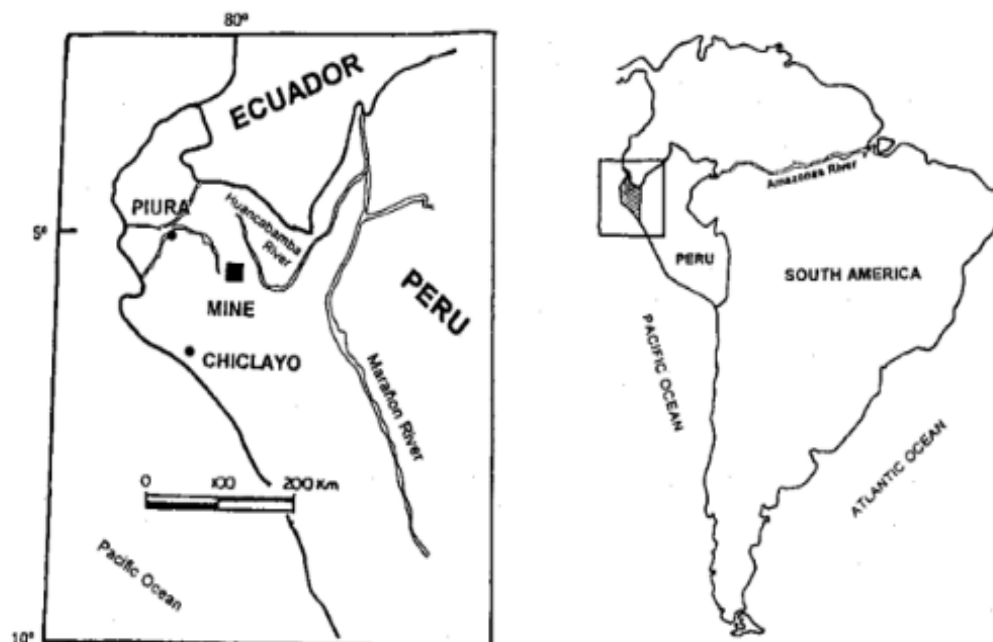 80º
ECUADOR
PIURA
Huancabamba
River
5º
MINE
PERU
CHICLAYO
Marañon River
0 100 200 Km
Pacific Ocean
10º
Amazonas River
PERU
SOUTH AMERICA
PACIFIC OCEAN
ATLANTIC OCEAN